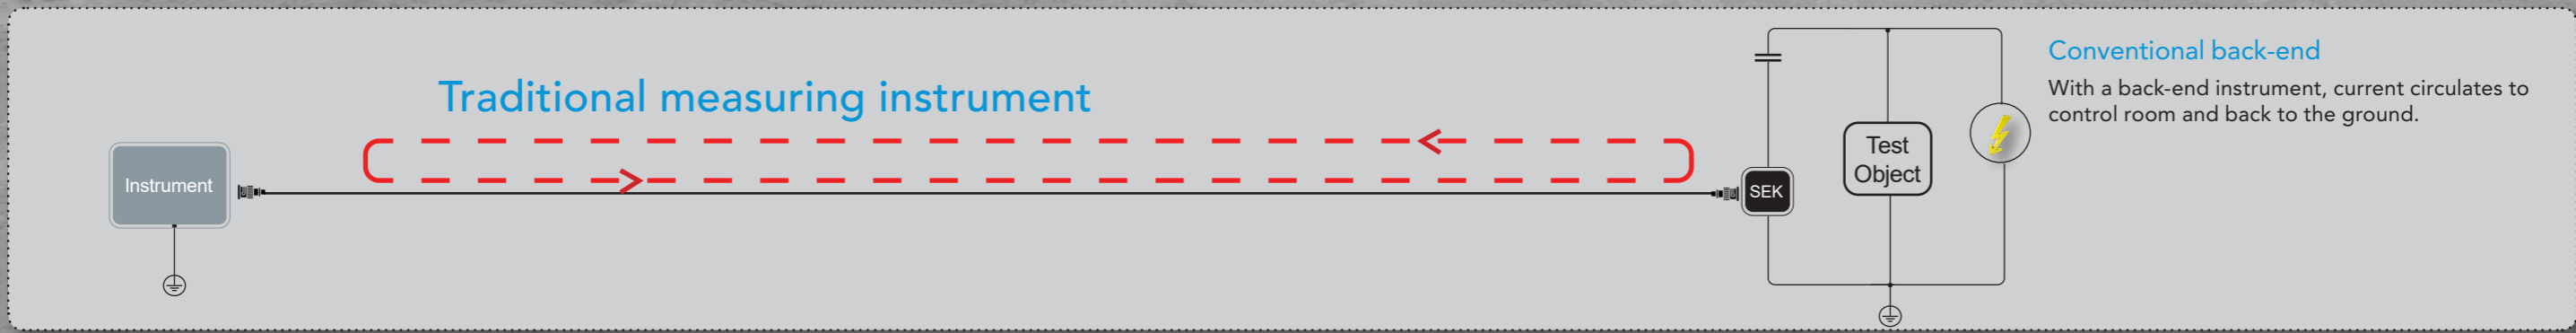 Traditional measuring instrument
Instrument
SEK
Test
Object
Conventional back-end
With a back-end instrument, current circulates to
control room and back to the ground.